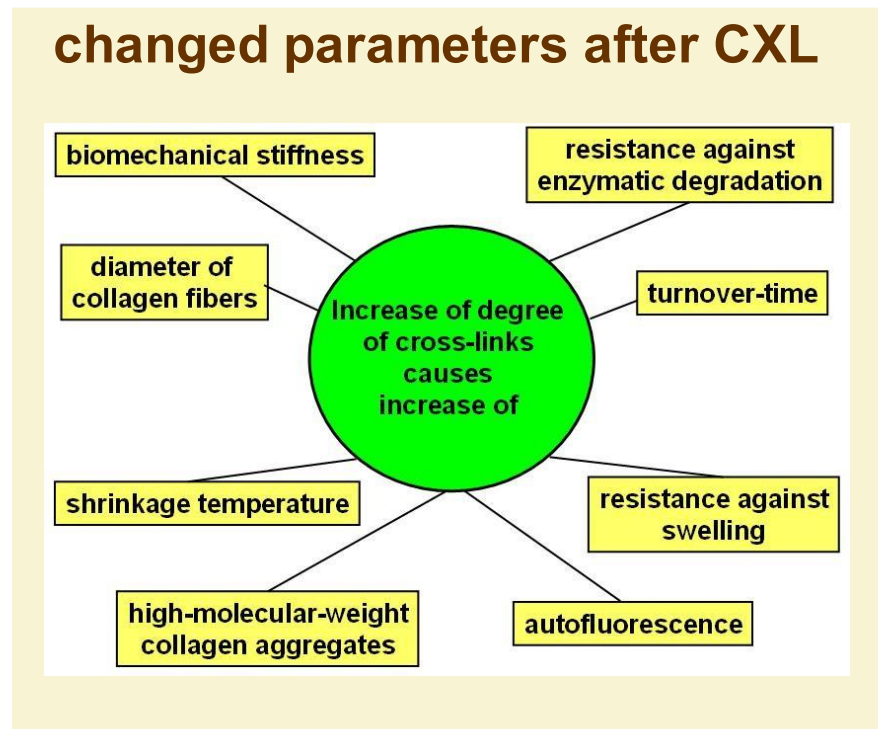 changed parameters after CXL
biomechanical stiffness
resistance against
enzymatic degradation
diameter of
collagen fibers
turnover-time
Increase of degree
of cross-links
causes
increase of
shrinkage temperature
resistance against
swelling
high-molecular-weight
collagen aggregates
autofluorescence